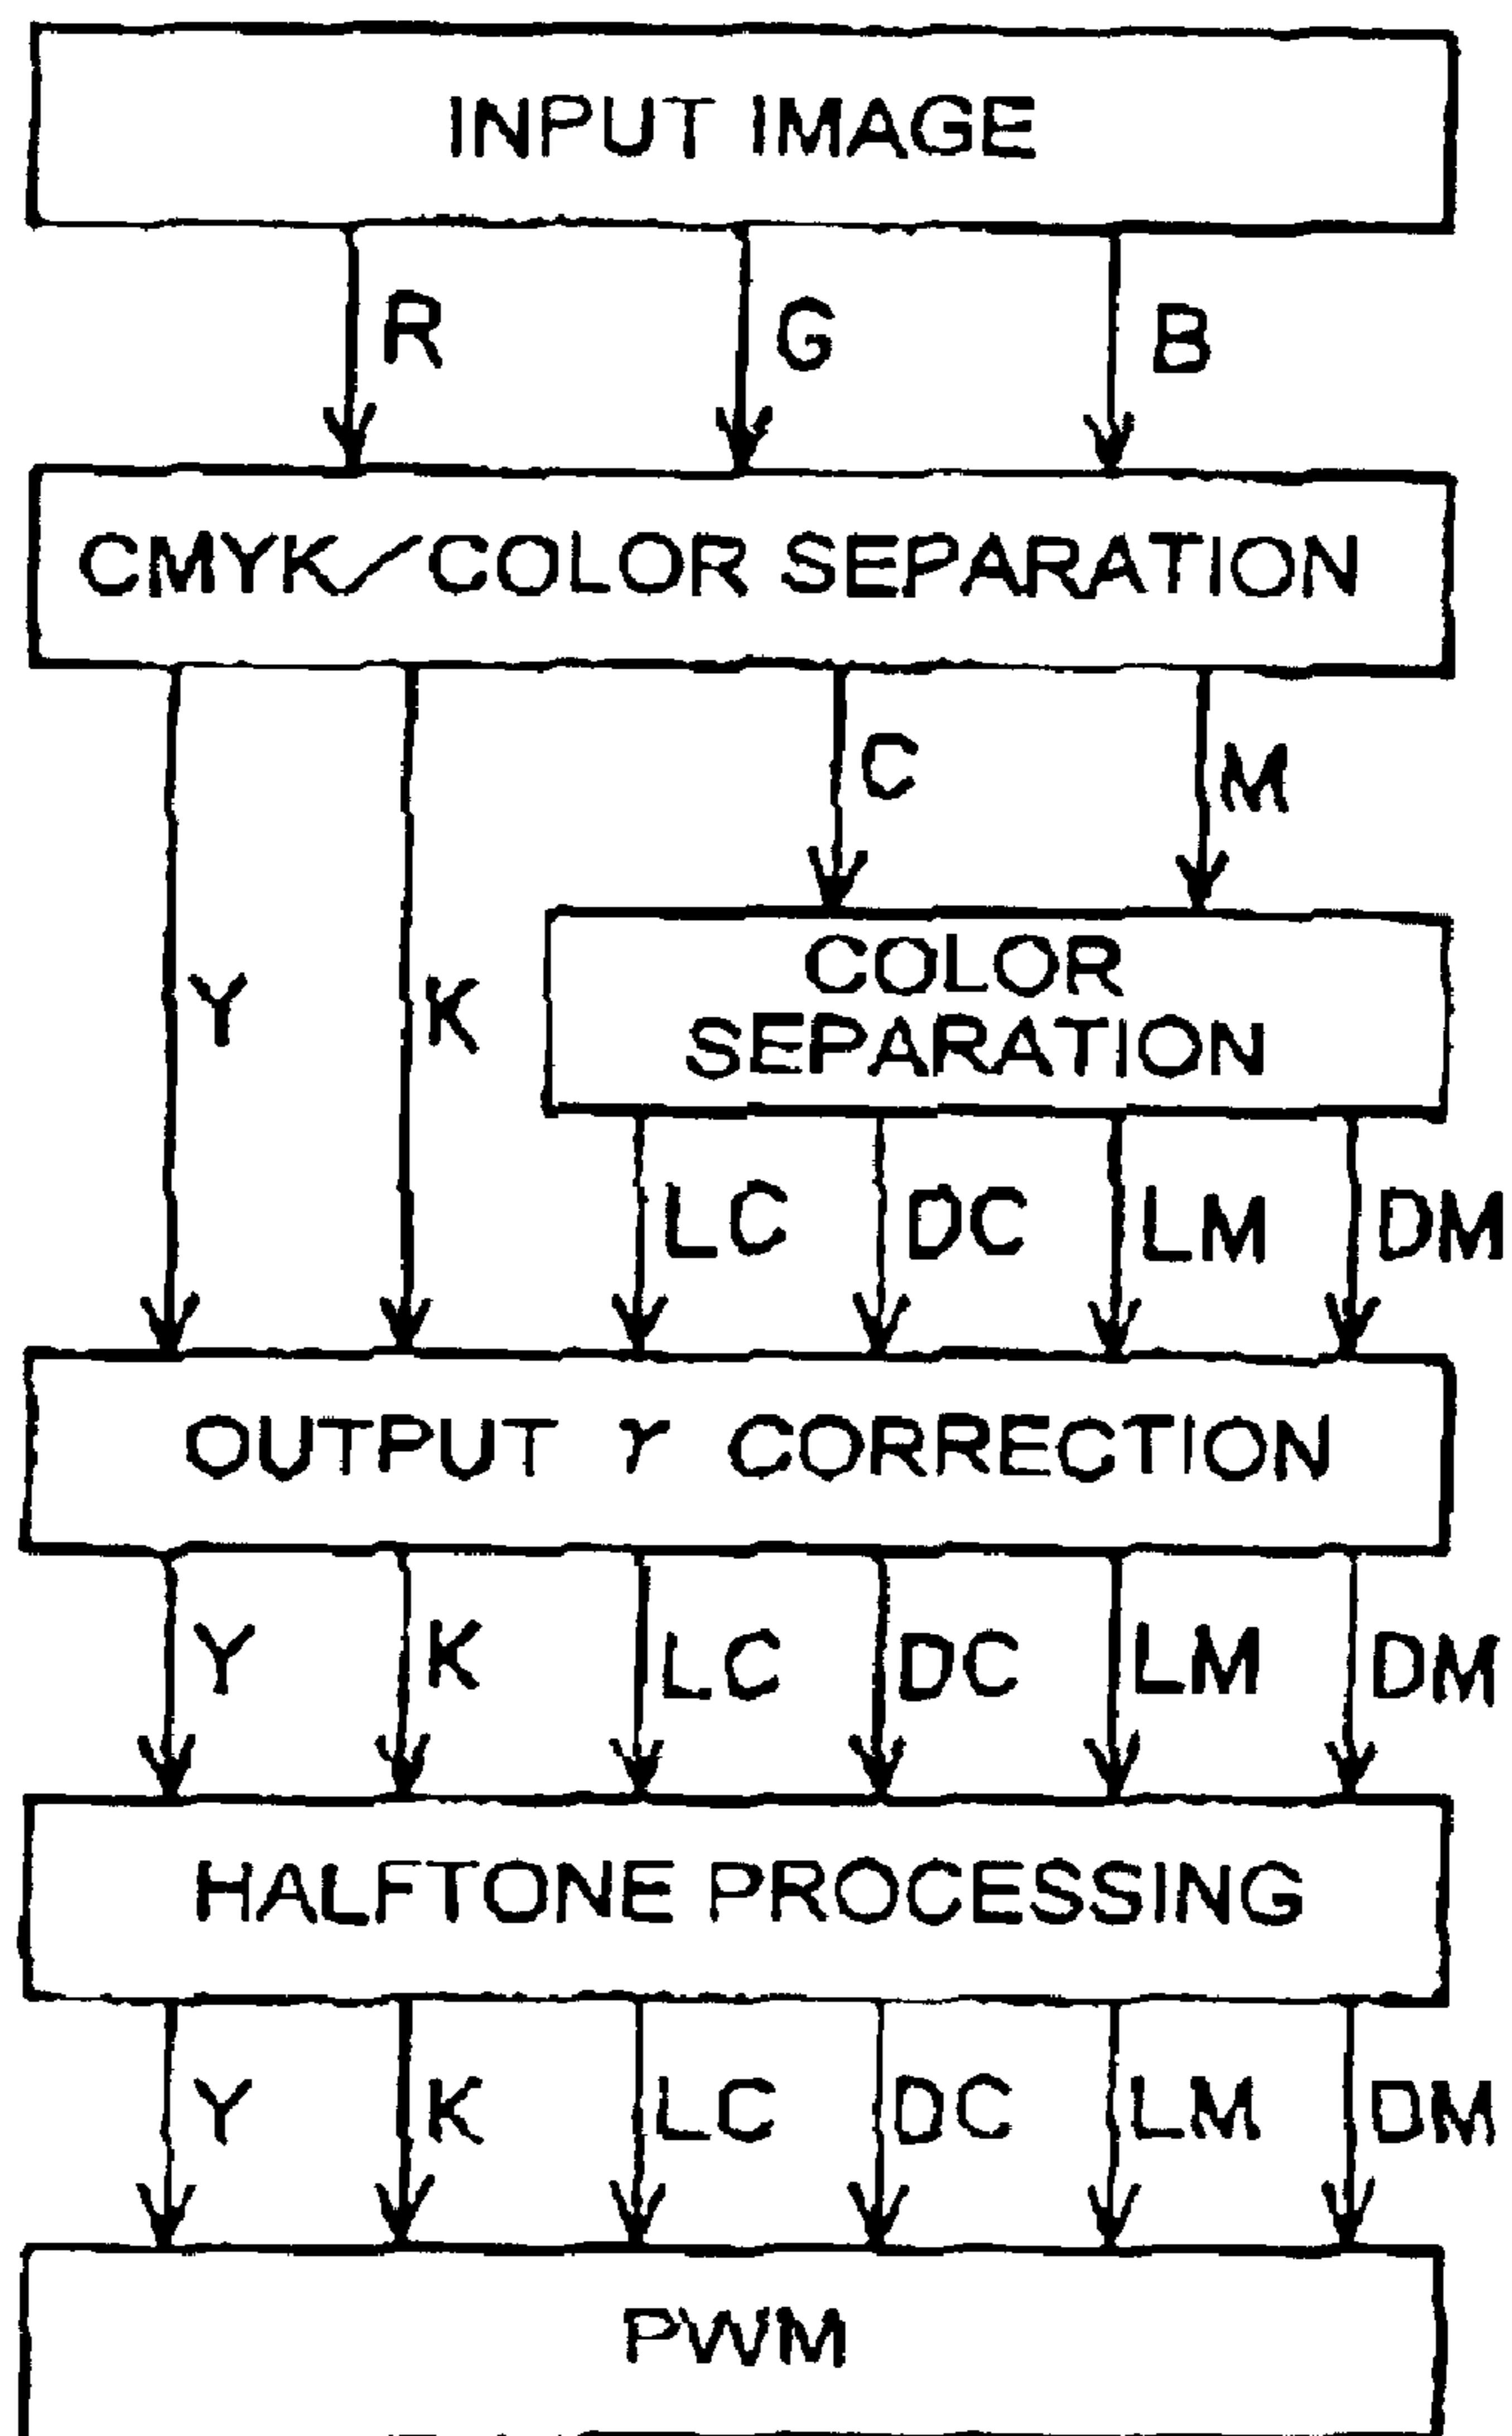 INPUT IMAGE
R G B
CMYK/COLOR SEPARATION
C M
Y K
COLOR
SEPARATION
LC DC LM DM
OUTPUT γ CORRECTION
Y K LC DC LM DM
HALFTONE PROCESSING
Y K LC DC LM DM
PWM